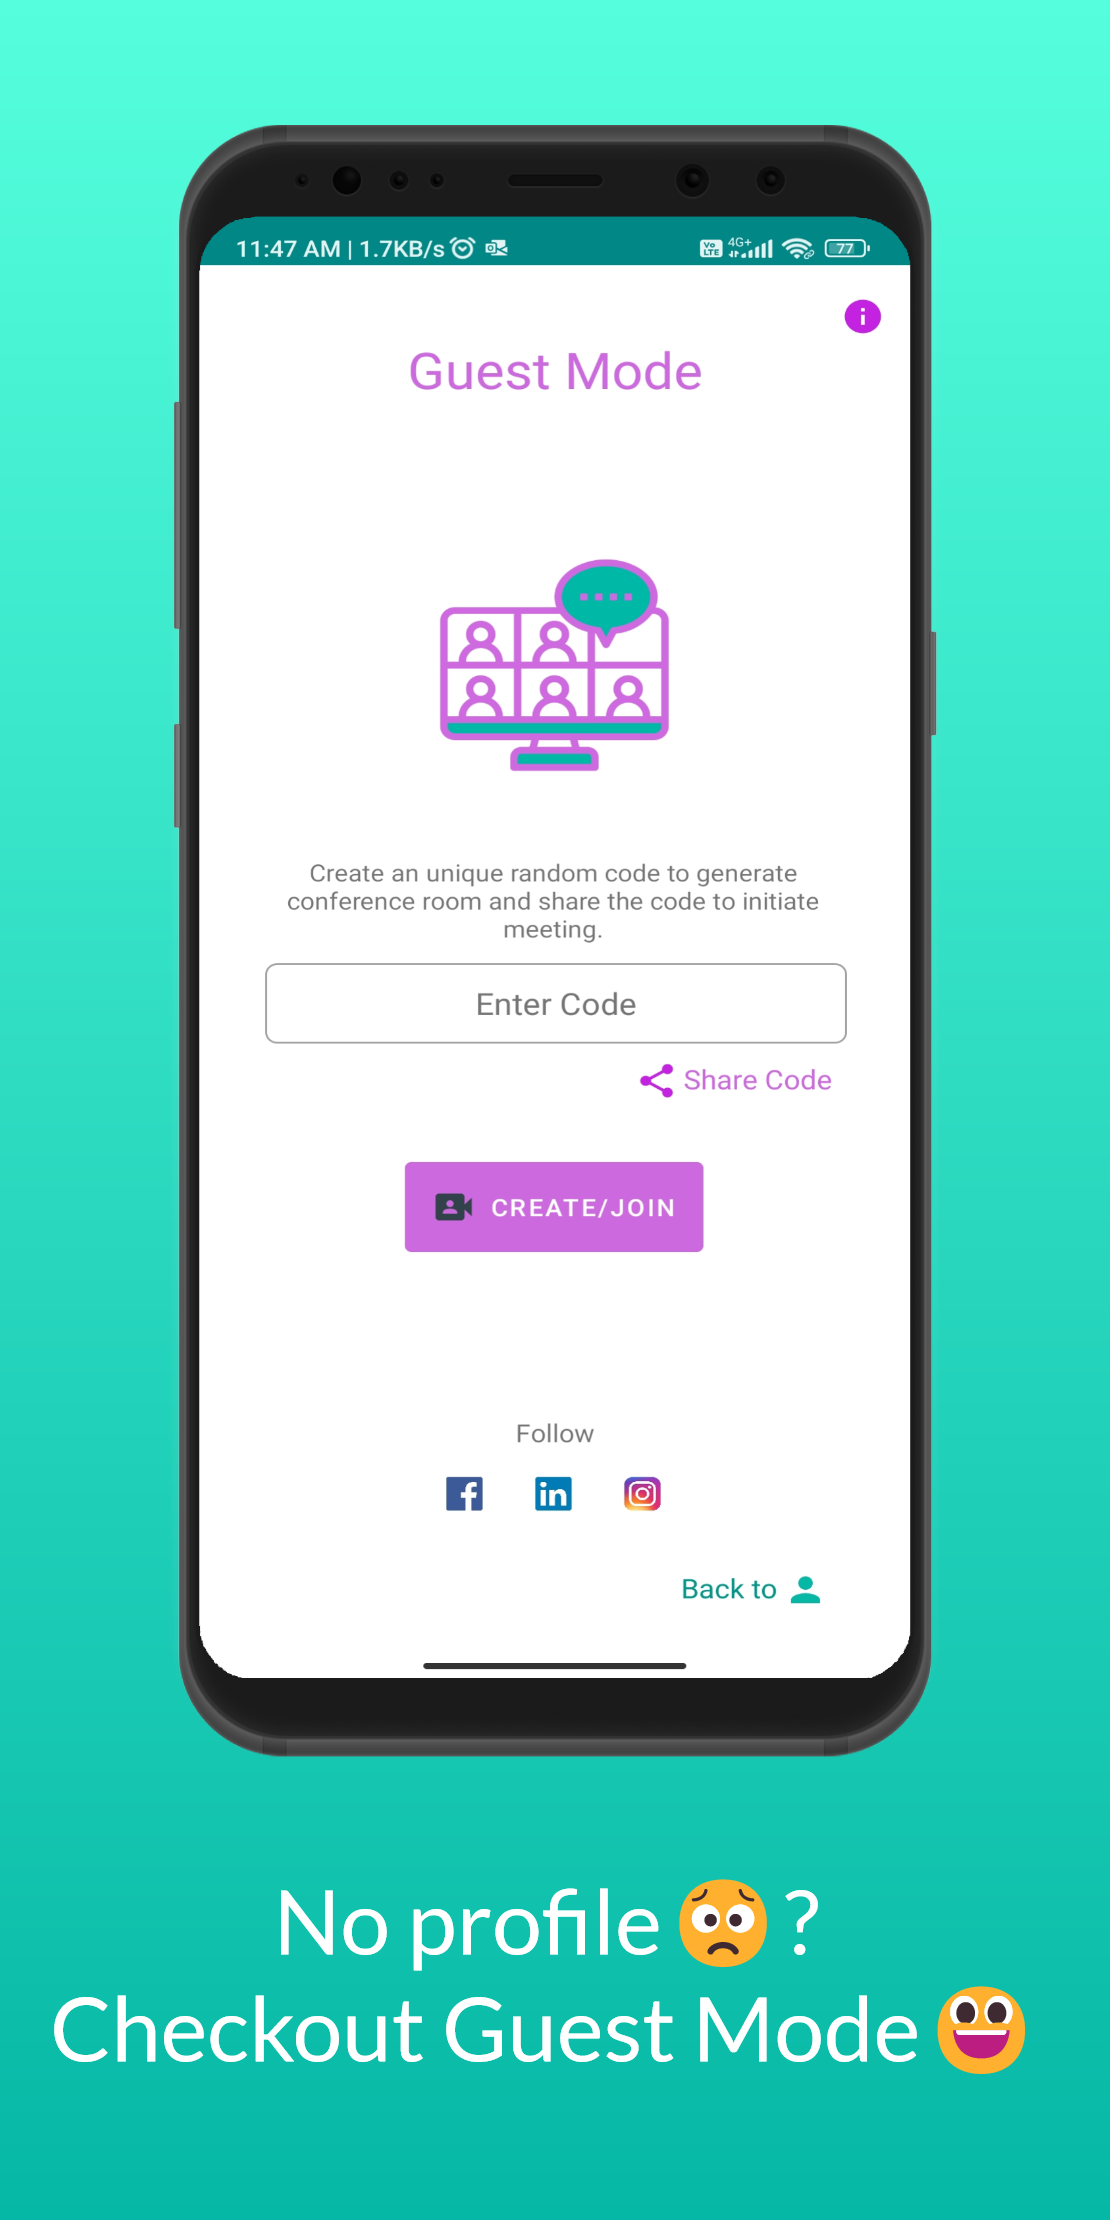 11:47 AM | 1.7KB/s
Vo LTE 4G+ 77
Guest Mode
Create an unique random code to generate
conference room and share the code to initiate
meeting.
Enter Code
Share Code
CREATE/JOIN
Follow
Back to
No profile 😟 ?
Checkout Guest Mode 😃